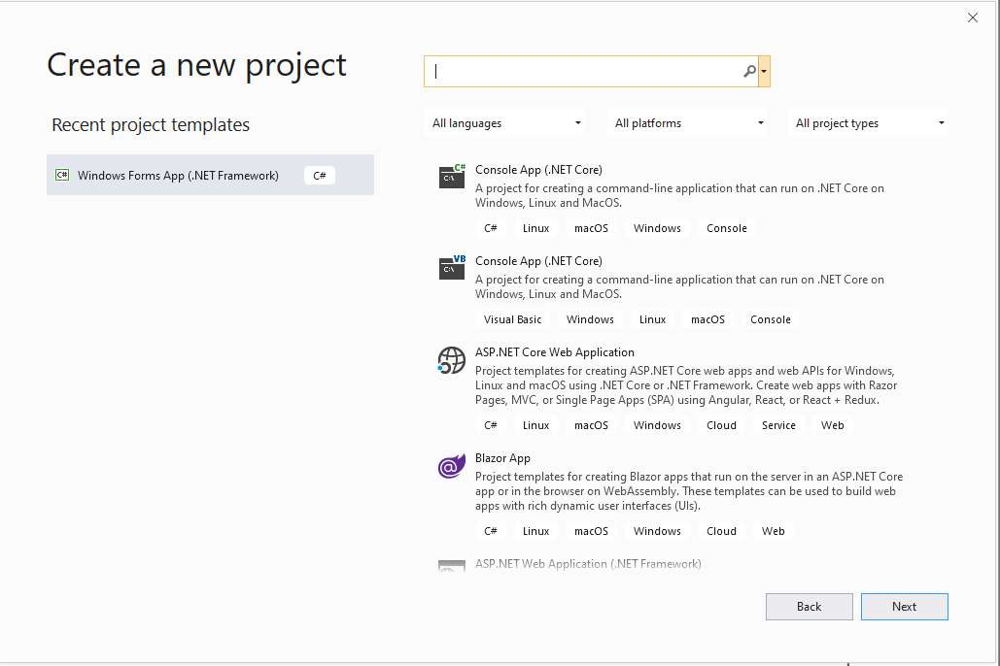 Create a new project
Recent project templates
C# Windows Forms App (.NET Framework) C#
All languages All platforms All project types
C# C:\ Console App (.NET Core)
A project for creating a command-line application that can run on .NET Core on
Windows, Linux and MacOS.
C# Linux macOS Windows Console
VB C:\ Console App (.NET Core)
A project for creating a command-line application that can run on .NET Core on
Windows, Linux and MacOS.
Visual Basic Windows Linux macOS Console
ASP.NET Core Web Application
Project templates for creating ASP.NET Core web apps and web APIs for Windows,
Linux and macOS using .NET Core or .NET Framework. Create web apps with Razor
Pages, MVC, or Single Page Apps (SPA) using Angular, React, or React + Redux.
C# Linux macOS Windows Cloud Service Web
@ Blazor App
Project templates for creating Blazor apps that run on the server in an ASP.NET Core
app or in the browser on WebAssembly. These templates can be used to build web
apps with rich dynamic user interfaces (UIs).
C# Linux macOS Windows Cloud Web
ASP.NET Web Application (.NET Framework)
Back Next